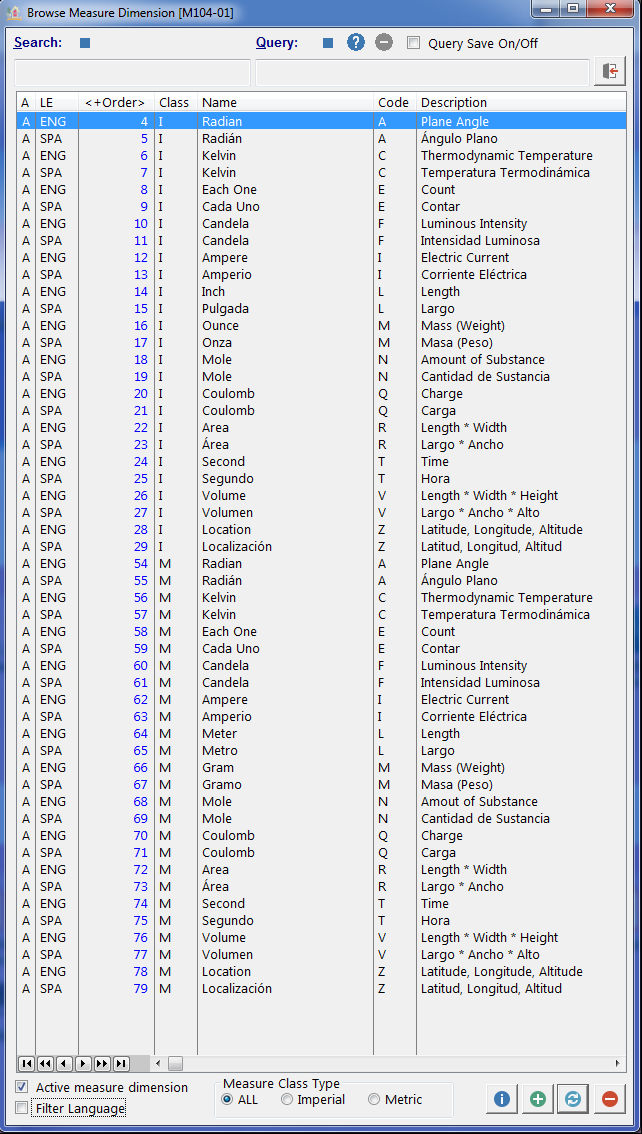 Browse Measure Dimension [M104-01]
Search: Query: Query Save On/Off
A LE <+Order> Class Name Code Description
A ENG 4 I Radian A Plane Angle
A SPA 5 I Radián A Ángulo Plano
A ENG 6 I Kelvin C Thermodynamic Temperature
A SPA 7 I Kelvin C Temperatura Termodinámica
A ENG 8 I Each One E Count
A SPA 9 I Cada Uno E Contar
A ENG 10 I Candela F Luminous Intensity
A SPA 11 I Candela F Intensidad Luminosa
A ENG 12 I Ampere I Electric Current
A SPA 13 I Amperio I Corriente Eléctrica
A ENG 14 I Inch L Length
A SPA 15 I Pulgada L Largo
A ENG 16 I Ounce M Mass (Weight)
A SPA 17 I Onza M Masa (Peso)
A ENG 18 I Mole N Amount of Substance
A SPA 19 I Mole N Cantidad de Sustancia
A ENG 20 I Coulomb Q Charge
A SPA 21 I Coulomb Q Carga
A ENG 22 I Area R Length * Width
A SPA 23 I Área R Largo * Ancho
A ENG 24 I Second T Time
A SPA 25 I Segundo T Hora
A ENG 26 I Volume V Length * Width * Height
A SPA 27 I Volumen V Largo * Ancho * Alto
A ENG 28 I Location Z Latitude, Longitude, Altitude
A SPA 29 I Localización Z Latitud, Longitud, Altitud
A ENG 54 M Radian A Plane Angle
A SPA 55 M Radián A Ángulo Plano
A ENG 56 M Kelvin C Thermodynamic Temperature
A SPA 57 M Kelvin C Temperatura Termodinámica
A ENG 58 M Each One E Count
A SPA 59 M Cada Uno E Contar
A ENG 60 M Candela F Luminous Intensity
A SPA 61 M Candela F Intensidad Luminosa
A ENG 62 M Ampere I Electric Current
A SPA 63 M Amperio I Corriente Eléctrica
A ENG 64 M Meter L Length
A SPA 65 M Metro L Largo
A ENG 66 M Gram M Mass (Weight)
A SPA 67 M Gramo M Masa (Peso)
A ENG 68 M Mole N Amout of Substance
A SPA 69 M Mole N Cantidad de Sustancia
A ENG 70 M Coulomb Q Charge
A SPA 71 M Coulomb Q Carga
A ENG 72 M Area R Length * Width
A SPA 73 M Área R Largo * Ancho
A ENG 74 M Second T Time
A SPA 75 M Segundo T Hora
A ENG 76 M Volume V Length * Width * Height
A SPA 77 M Volumen V Largo * Ancho * Alto
A ENG 78 M Location Z Latitude, Longitude, Altitude
A SPA 79 M Localización Z Latitud, Longitud, Altitud
Active measure dimension
Filter Language
Measure Class Type
ALL Imperial Metric